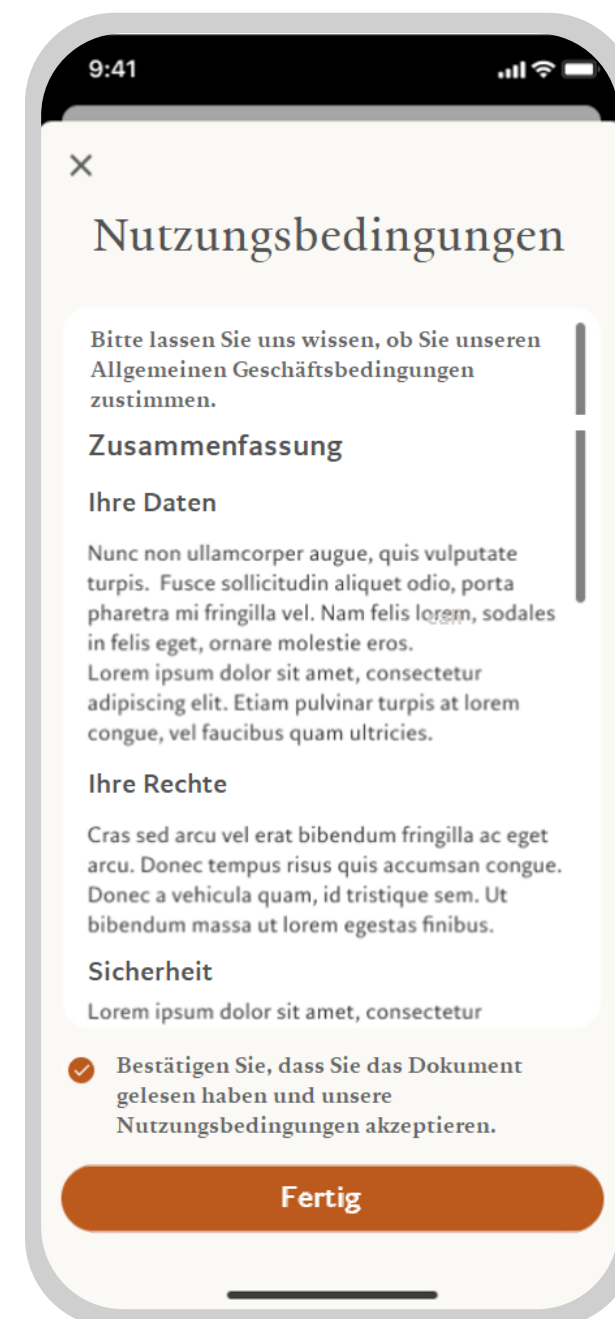 9:41
Nutzungsbedingungen
Bitte lassen Sie uns wissen, ob Sie unseren
Allgemeinen Geschäftsbedingungen
zustimmen.
Zusammenfassung
Ihre Daten
Nunc non ullamcorper augue, quis vulputate
turpis. Fusce sollicitudin aliquet odio, porta
pharetra mi fringilla vel. Nam felis lorem, sodales
in felis eget, ornare molestie eros.
Lorem ipsum dolor sit amet, consectetur
adipiscing elit. Etiam pulvinar turpis at lorem
congue, vel faucibus quam ultricies.
Ihre Rechte
Cras sed arcu vel erat bibendum fringilla ac eget
arcu. Donec tempus risus quis accumsan congue.
Donec a vehicula quam, id tristique sem. Ut
bibendum massa ut lorem egestas finibus.
Sicherheit
Lorem ipsum dolor sit amet, consectetur
Bestätigen Sie, dass Sie das Dokument
gelesen haben und unsere
Nutzungsbedingungen akzeptieren.
Fertig